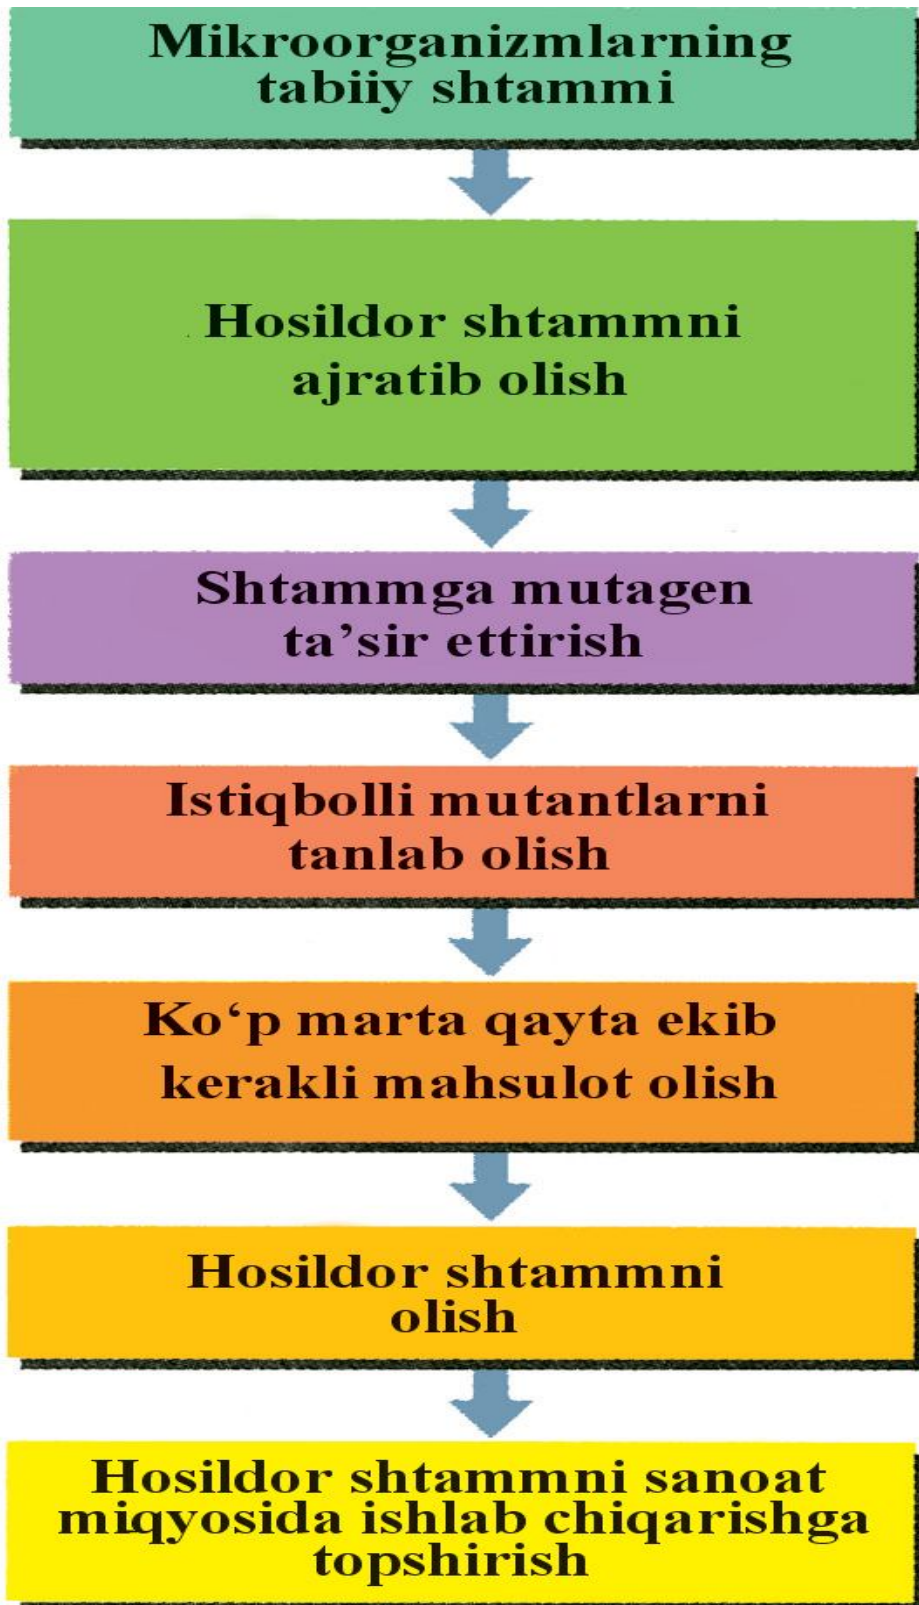 Mikroorganizmlarning
tabiiy shtammi
Hosildor shtammni
ajratib olish
Shtammga mutagen
ta’sir ettirish
Istiqbolli mutantlarni
tanlab olish
Ko‘p marta qayta ekib
kerakli mahsulot olish
Hosildor shtammni
olish
Hosildor shtammni sanoat
miqyosida ishlab chiqarishga
topshirish